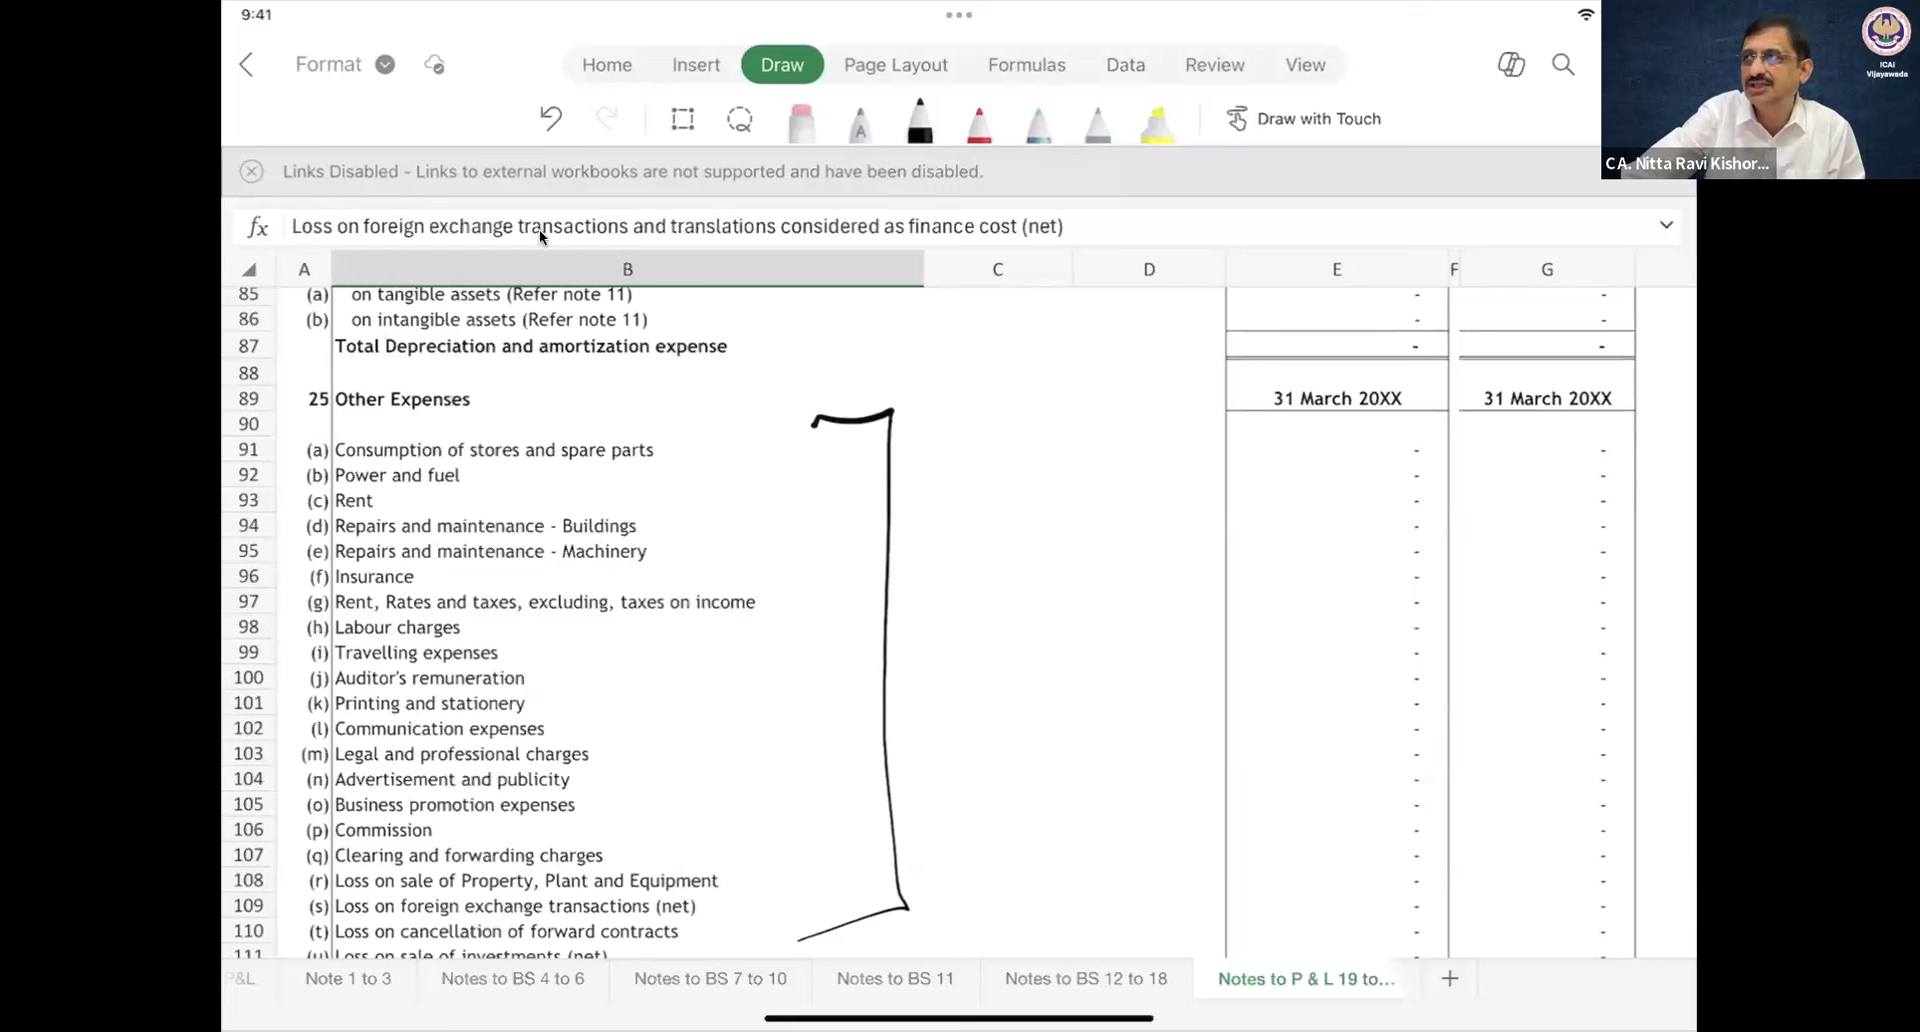 9:41
Format
Home Insert Draw Page Layout Formulas Data Review View
ICAI
Vijayawada
A
Draw with Touch
CA. Nitta Ravi Kishor...
Links Disabled - Links to external workbooks are not supported and have been disabled.
fx Loss on foreign exchange transactions and translations considered as finance cost (net)
A B C D E F G
85 (a) on tangible assets (Refer note 11) - -
86 (b) on intangible assets (Refer note 11) - -
87 Total Depreciation and amortization expense - -
88
89 25 Other Expenses 31 March 20XX 31 March 20XX
90
91 (a) Consumption of stores and spare parts - -
92 (b) Power and fuel - -
93 (c) Rent - -
94 (d) Repairs and maintenance - Buildings - -
95 (e) Repairs and maintenance - Machinery - -
96 (f) Insurance - -
97 (g) Rent, Rates and taxes, excluding, taxes on income - -
98 (h) Labour charges - -
99 (i) Travelling expenses - -
100 (j) Auditor's remuneration - -
101 (k) Printing and stationery - -
102 (l) Communication expenses - -
103 (m) Legal and professional charges - -
104 (n) Advertisement and publicity - -
105 (o) Business promotion expenses - -
106 (p) Commission - -
107 (q) Clearing and forwarding charges - -
108 (r) Loss on sale of Property, Plant and Equipment - -
109 (s) Loss on foreign exchange transactions (net) - -
110 (t) Loss on cancellation of forward contracts - -
111 (u) Loss on sale of investments (net) - -
P&L Note 1 to 3 Notes to BS 4 to 6 Notes to BS 7 to 10 Notes to BS 11 Notes to BS 12 to 18 Notes to P & L 19 to... +